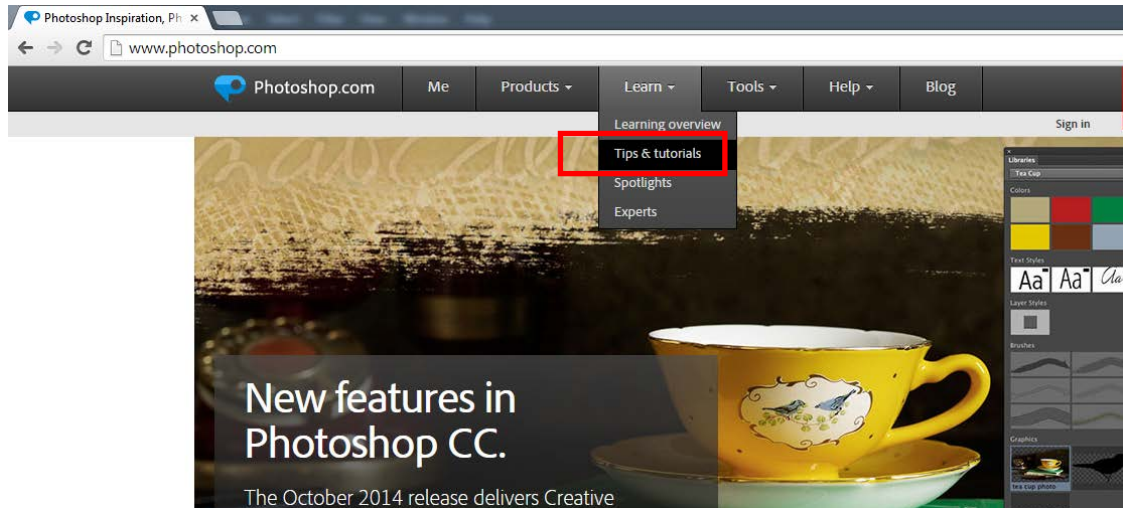 Photoshop Inspiration, Ph
www.photoshop.com
Photoshop.com Me Products Learn Tools Help Blog
Learning overview
Sign in
Tips & tutorials
Spotlights
Experts
Libraries
Tea Cup
Colors
Text Styles
Aa Aa Aa
Layer Styles
Brushes
Graphics
tea cup photo
New features in
Photoshop CC.
The October 2014 release delivers Creative